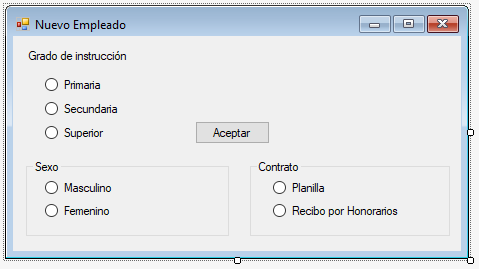 Nuevo Empleado
Grado de instrucción
Primaria
Secundaria
Superior
Aceptar
Sexo
Masculino
Femenino
Contrato
Planilla
Recibo por Honorarios